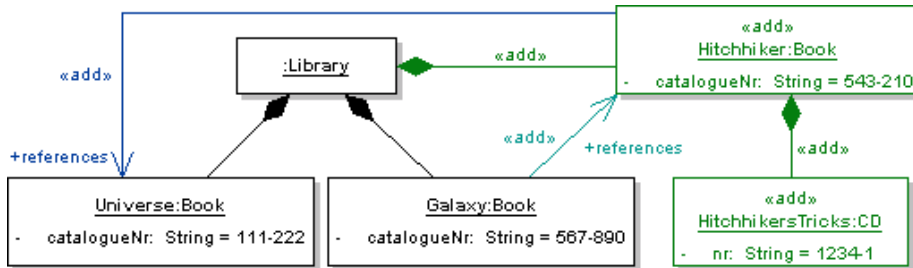 «add»
Hitchhiker:Book
- catalogueNr: String = 543-210
:Library
«add»
«add»
«add»
+references
«add»
+references
Universe:Book
- catalogueNr: String = 111-222
Galaxy:Book
- catalogueNr: String = 567-890
«add»
HitchhikersTricks:CD
- nr: String = 1234-1